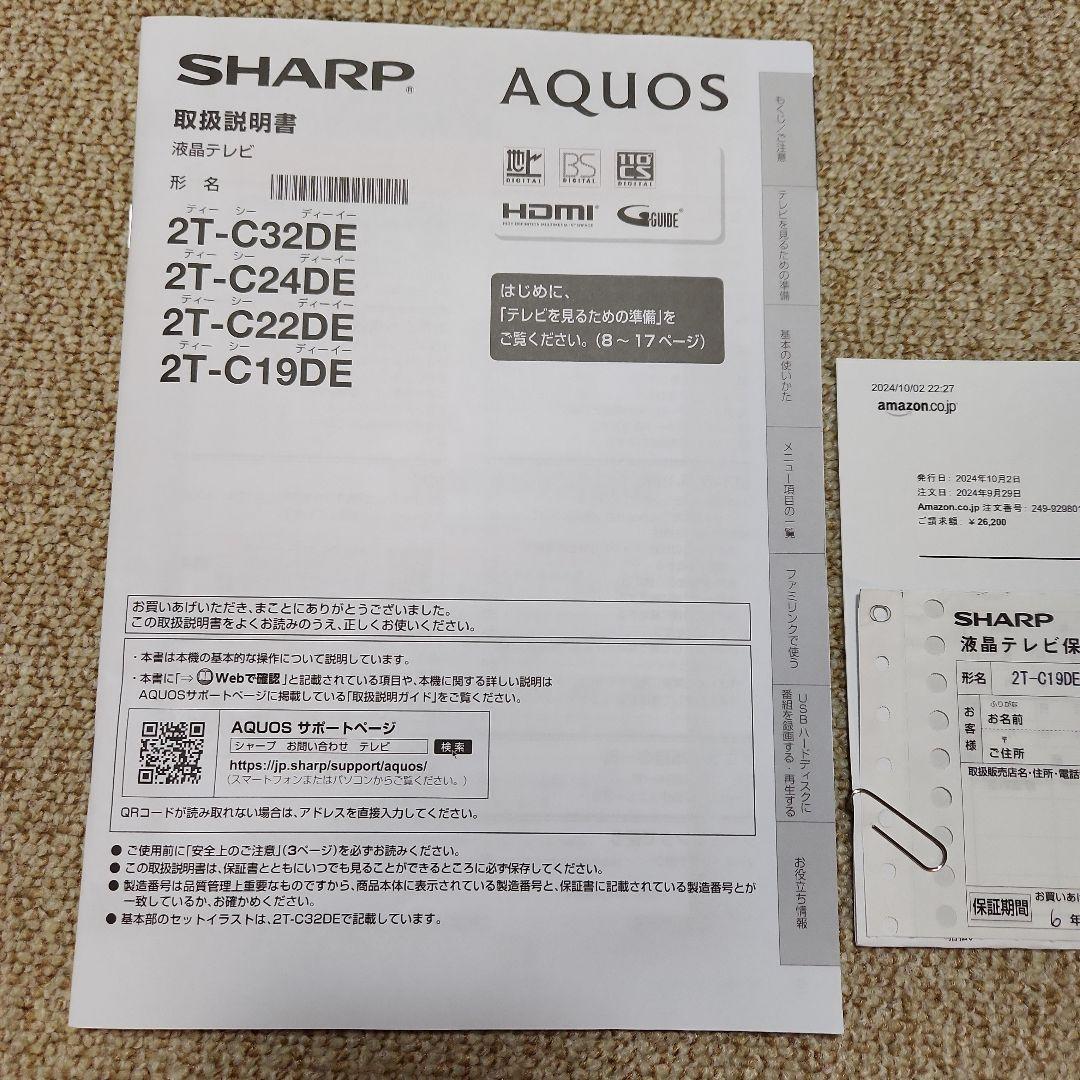 SHARP®
取扱説明書
液晶テレビ
形 名
ティー シー ディーイー
2T-C32DE
ティー シー ディーイー
2T-C24DE
ティー シー ディーイー
2T-C22DE
ティー シー ディーイー
2T-C19DE
AQUOS
地上 DIGITAL
BS DIGITAL
110 CS DIGITAL
HDMI
G-GUIDE
はじめに、
「テレビを見るための準備」を
ご覧ください。(8～17ページ)
お買いあげいただき、まことにありがとうございました。
この取扱説明書をよくお読みのうえ、正しくお使いください。
・本書は本機の基本的な操作について説明しています。
・本書に「⇒ Webで確認」と記載されている項目や、本機に関する詳しい説明は
AQUOSサポートページに掲載している「取扱説明ガイド」をご覧ください。
AQUOS サポートページ
シャープ お問い合わせ テレビ 検索
https://jp.sharp/support/aquos/
(スマートフォンまたはパソコンからご覧ください。)
QRコードが読み取れない場合は、アドレスを直接入力してください。
● ご使用前に「安全上のご注意」(3ページ)を必ずお読みください。
● この取扱説明書は、保証書とともにいつでも見ることができるところに必ず保存してください。
● 製造番号は品質管理上重要なものですから、商品本体に表示されている製造番号と、保証書に記載されている製造番号とが
一致しているか、お確かめください。
● 基本部のセットイラストは、2T-C32DEで記載しています。
もくじ／ご注意
テレビを見るための準備
基本の使いかた
メニュー項目の一覧
ファミリンクで使う
USBハードディスクに
番組を録画する・再生する
お役立ち情報
2024/10/02 22:27
amazon.co.jp
発行日: 2024年10月2日
注文日: 2024年9月29日
Amazon.co.jp 注文番号: 249-92980
ご請求額: ￥26,200
SHARP
液晶テレビ保
形名 2T-C19DE
お客様
ふりがな
お名前
〒
ご住所
取扱販売店名・住所・電話
保証期間
お買いあげ
6 年